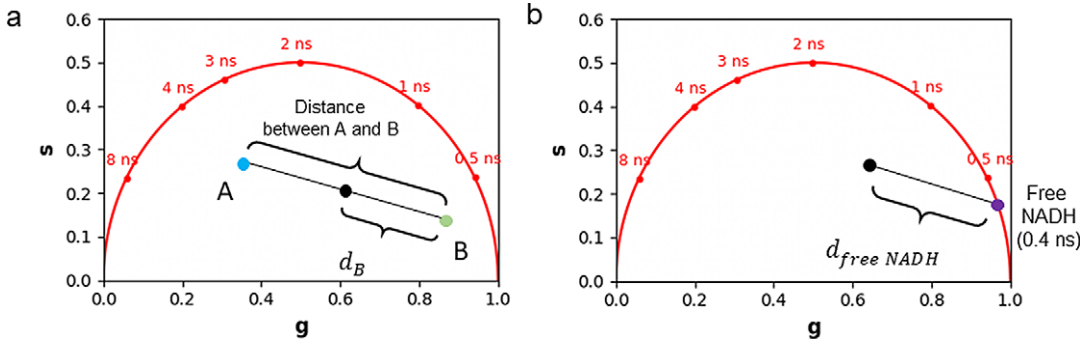 a
0.6
0.5
0.4
0.3
0.2
0.1
0.0
s
0.0 0.2 0.4 0.6 0.8 1.0
g
8 ns
4 ns
3 ns
2 ns
1 ns
0.5 ns
Distance
between A and B
A
B
d_B
b
0.6
0.5
0.4
0.3
0.2
0.1
0.0
s
0.0 0.2 0.4 0.6 0.8 1.0
g
8 ns
4 ns
3 ns
2 ns
1 ns
0.5 ns
d_free NADH
Free
NADH
(0.4 ns)